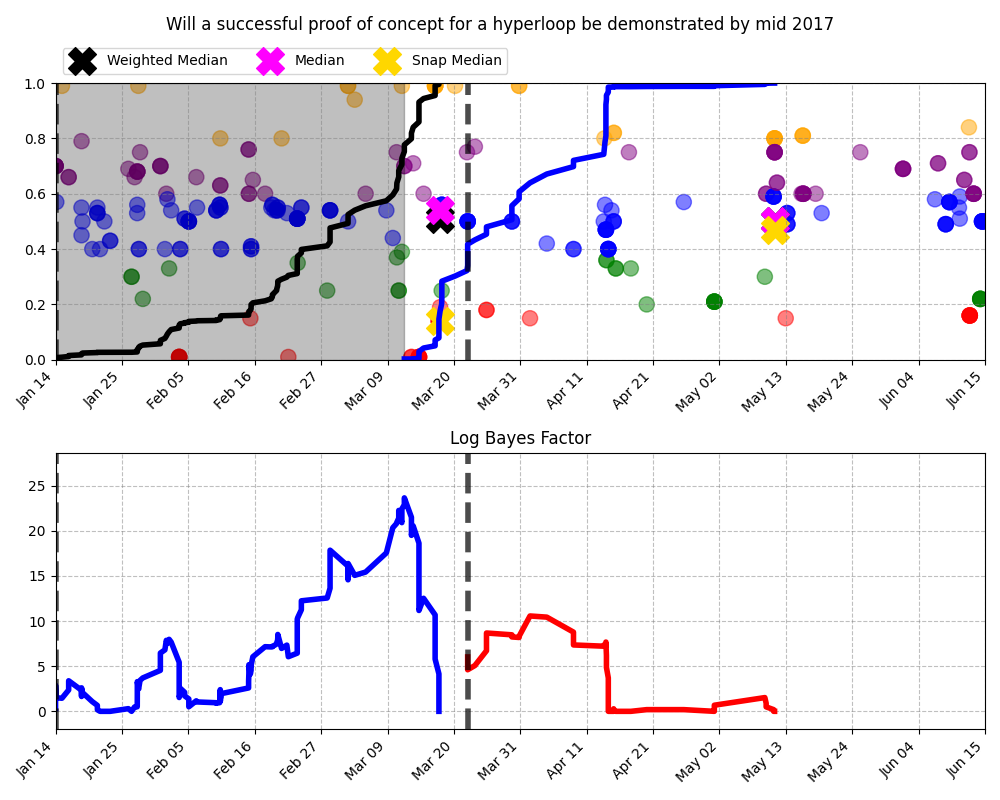 Will a successful proof of concept for a hyperloop be demonstrated by mid 2017
Weighted Median Median Snap Median
1.0
0.8
0.6
0.4
0.2
0.0
Jan 14 Jan 25 Feb 05 Feb 16 Feb 27 Mar 09 Mar 20 Mar 31 Apr 11 Apr 21 May 02 May 13 May 24 Jun 04 Jun 15
Log Bayes Factor
25
20
15
10
5
0
Jan 14 Jan 25 Feb 05 Feb 16 Feb 27 Mar 09 Mar 20 Mar 31 Apr 11 Apr 21 May 02 May 13 May 24 Jun 04 Jun 15